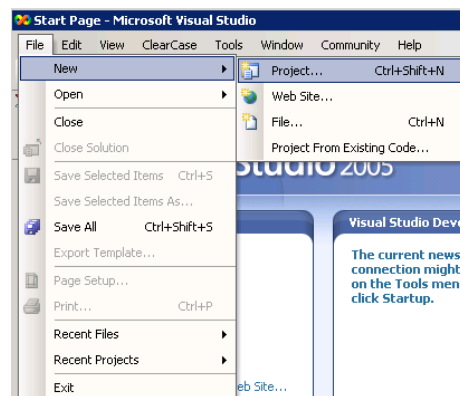 Start Page - Microsoft Visual Studio
File Edit View ClearCase Tools Window Community Help
New
Project... Ctrl+Shift+N
Open
Web Site...
Close
File... Ctrl+N
Close Solution
Project From Existing Code...
Save Selected Items Ctrl+S
Studio 2005
Save Selected Items As...
Save All Ctrl+Shift+S
Visual Studio Deve
Export Template...
The current news
connection might
Page Setup...
on the Tools men
Print... Ctrl+P
click Startup.
Recent Files
Recent Projects
Exit
eb Site...